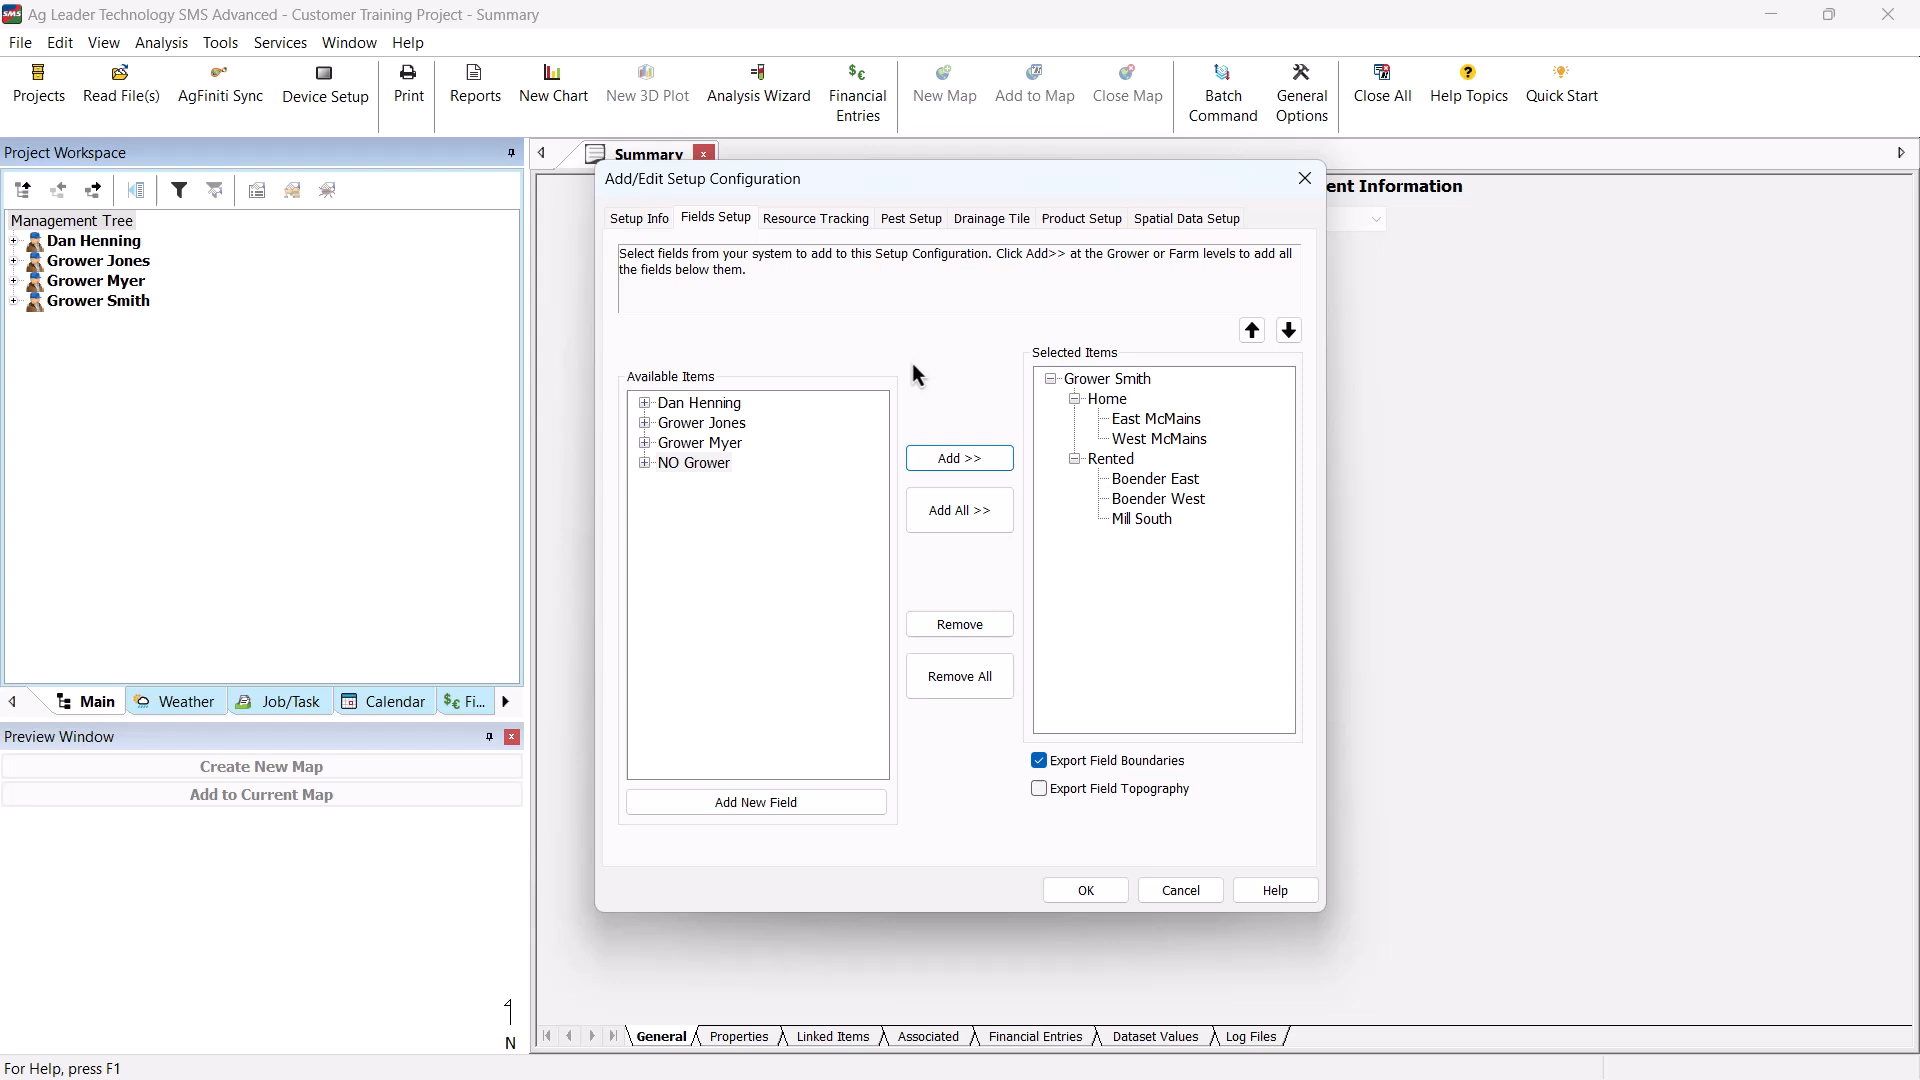 SMS Ag Leader Technology SMS Advanced - Customer Training Project - Summary
File Edit View Analysis Tools Services Window Help
Projects Read File(s) AgFiniti Sync Device Setup Print Reports New Chart New 3D Plot Analysis Wizard Financial Entries New Map Add to Map Close Map Batch Command General Options Close All Help Topics Quick Start
Project Workspace
Management Tree
Dan Henning
Grower Jones
Grower Myer
Grower Smith
Main Weather Job/Task Calendar Fi...
Preview Window
Create New Map
Add to Current Map
N
Summary
ent Information
Add/Edit Setup Configuration
Setup Info Fields Setup Resource Tracking Pest Setup Drainage Tile Product Setup Spatial Data Setup
Select fields from your system to add to this Setup Configuration. Click Add>> at the Grower or Farm levels to add all
the fields below them.
Available Items
Dan Henning
Grower Jones
Grower Myer
NO Grower
Add New Field
Add >>
Add All >>
Remove
Remove All
Selected Items
Grower Smith
Home
East McMains
West McMains
Rented
Boender East
Boender West
Mill South
Export Field Boundaries
Export Field Topography
OK Cancel Help
General Properties Linked Items Associated Financial Entries Dataset Values Log Files
For Help, press F1